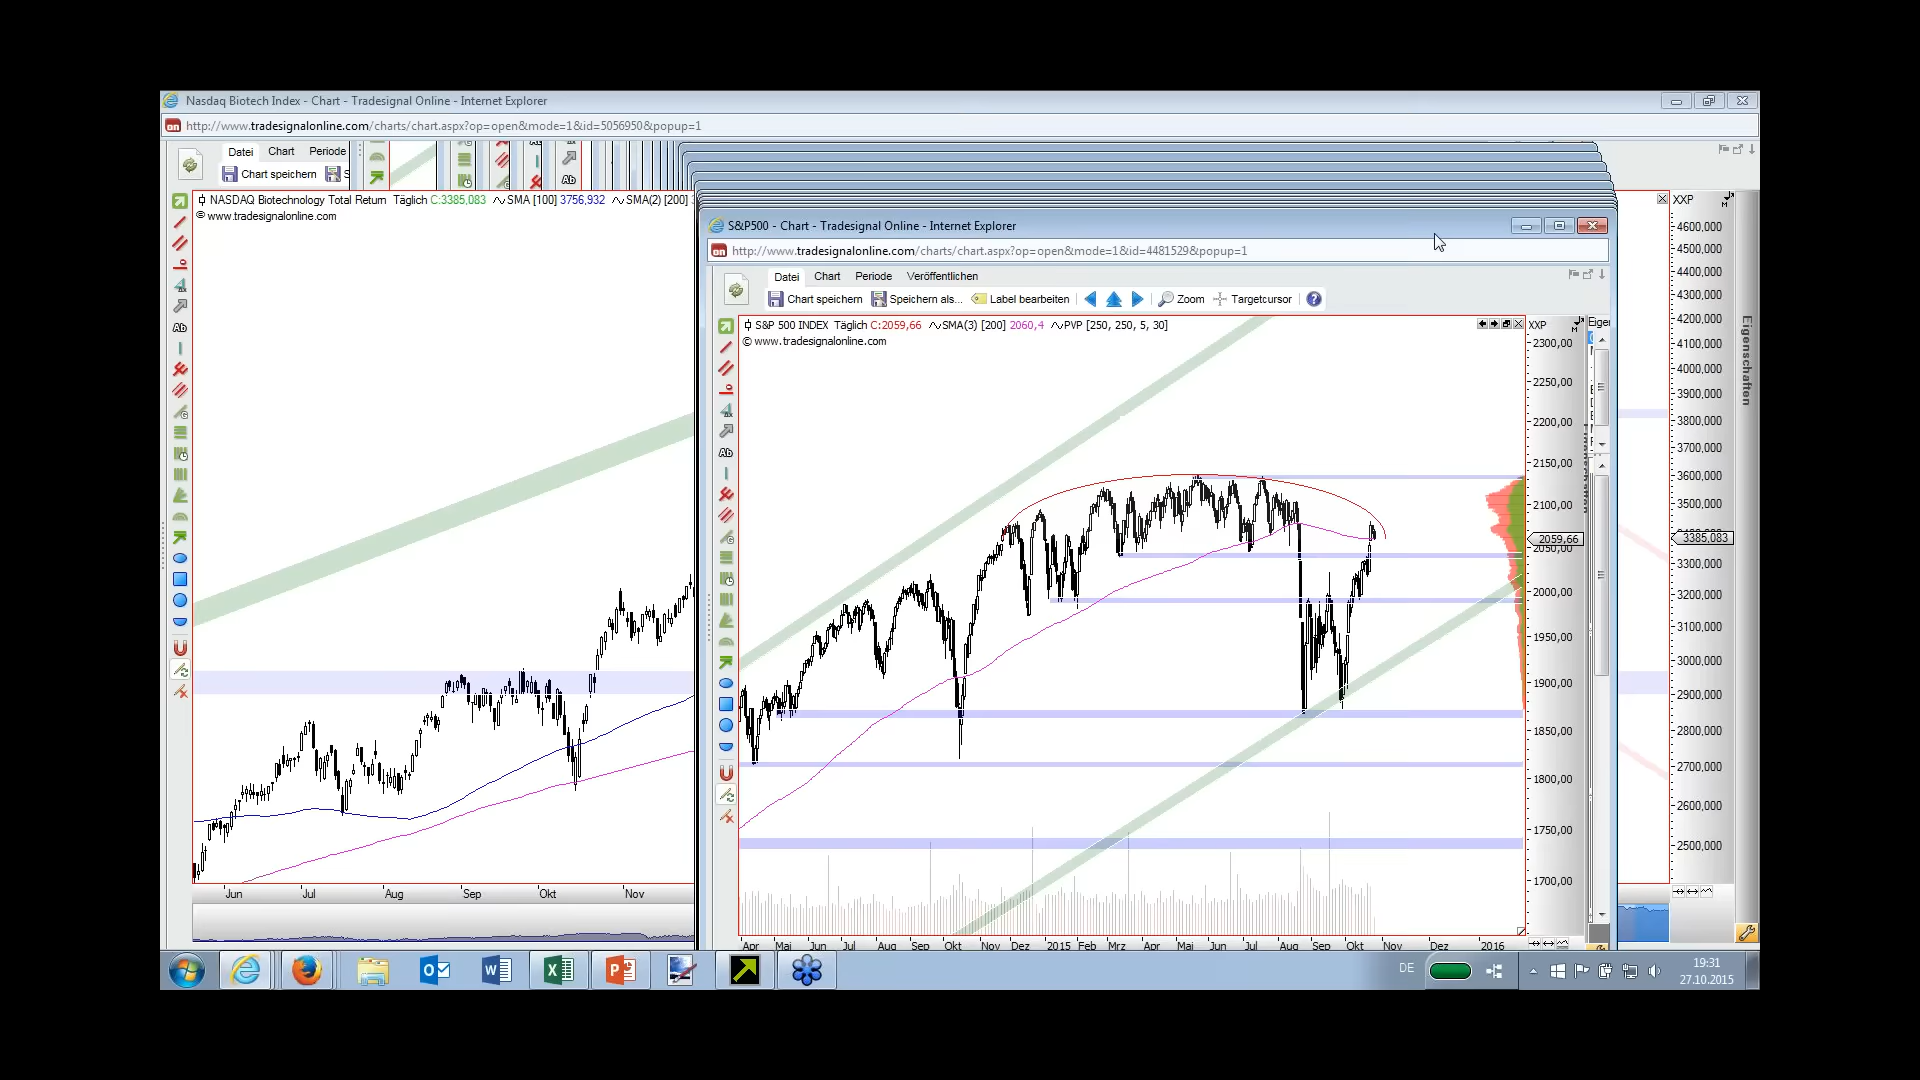 Nasdaq Biotech Index - Chart - Tradesignal Online - Internet Explorer
http://www.tradesignalonline.com/charts/chart.aspx?op=open&mode=1&id=5056950&popup=1
Datei Chart Periode
Chart speichern S
NASDAQ Biotechnology Total Return Täglich C:3385,083 SMA [100] 3756,932 SMA(2) [200]
© www.tradesignalonline.com
Ab
Ab
Jun Jul Aug Sep Okt Nov
S&P500 - Chart - Tradesignal Online - Internet Explorer
http://www.tradesignalonline.com/charts/chart.aspx?op=open&mode=1&id=4481529&popup=1
Datei Chart Periode Veröffentlichen
Chart speichern Speichern als... Label bearbeiten Zoom Targetcursor
S&P 500 INDEX Täglich C:2059,66 SMA(3) [200] 2060,4 PVP [250, 250, 5, 30]
© www.tradesignalonline.com
Ab
XXP
Eiger
2300,00
2250,00
2200,00
2150,00
2100,00
2059,66
2050,00
2000,00
1950,00
1900,00
1850,00
1800,00
1750,00
1700,00
Apr Mai Jun Jul Aug Sep Okt Nov Dez 2015 Feb Mrz Apr Mai Jun Jul Aug Sep Okt Nov Dez 2016
XXP
Eigenschaften
4600,000
4500,000
4400,000
4300,000
4200,000
4100,000
4000,000
3900,000
3800,000
3700,000
3600,000
3500,000
3385,083
3300,000
3200,000
3100,000
3000,000
2900,000
2800,000
2700,000
2600,000
2500,000
DE
19:31
27.10.2015